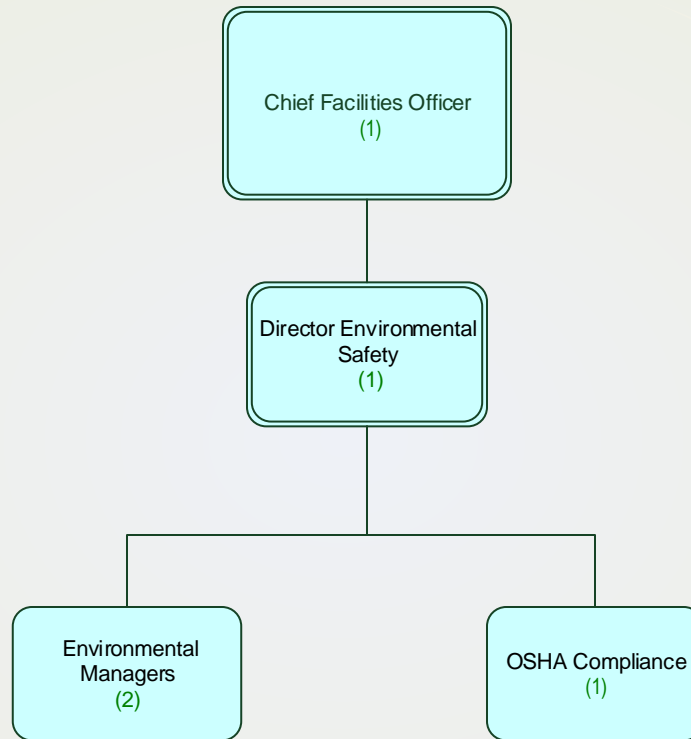 Chief Facilities Officer
(1)
Director Environmental
Safety
(1)
Environmental
Managers
(2)
OSHA Compliance
(1)